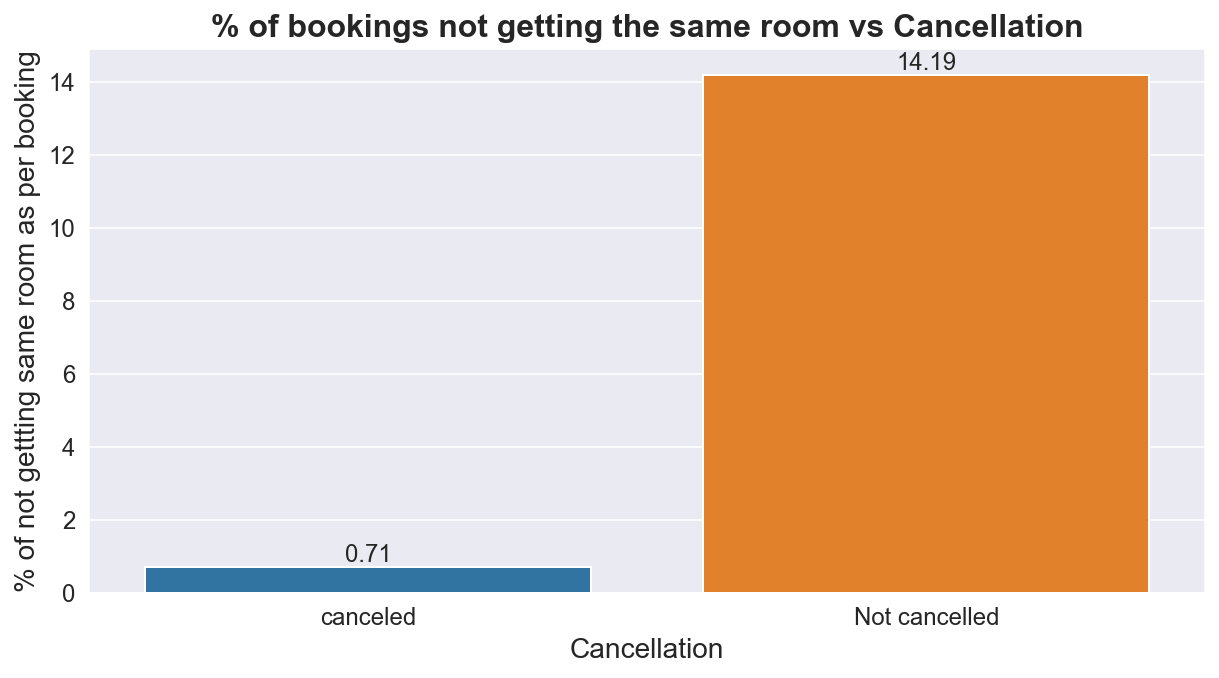 % of bookings not getting the same room vs Cancellation
% of not gettting same room as per booking
14
12
10
8
6
4
2
0
0.71
14.19
canceled
Not cancelled
Cancellation